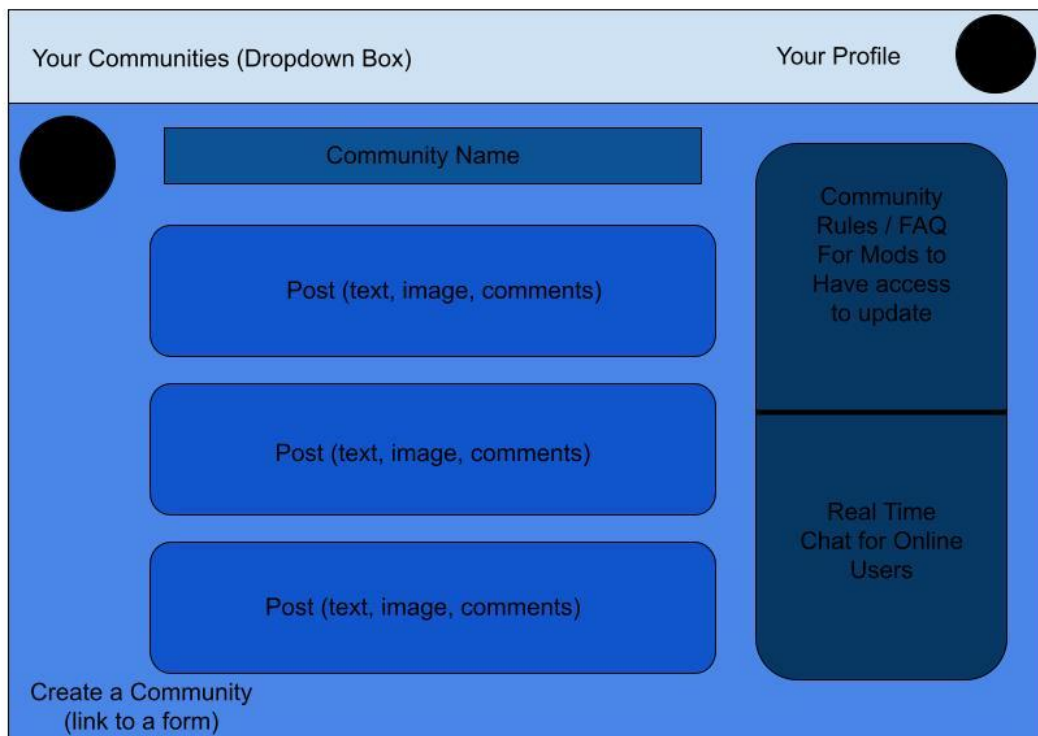 Your Communities (Dropdown Box)
Your Profile
Community Name
Post (text, image, comments)
Post (text, image, comments)
Post (text, image, comments)
Community
Rules / FAQ
For Mods to
Have access
to update
Real Time
Chat for Online
Users
Create a Community
(link to a form)